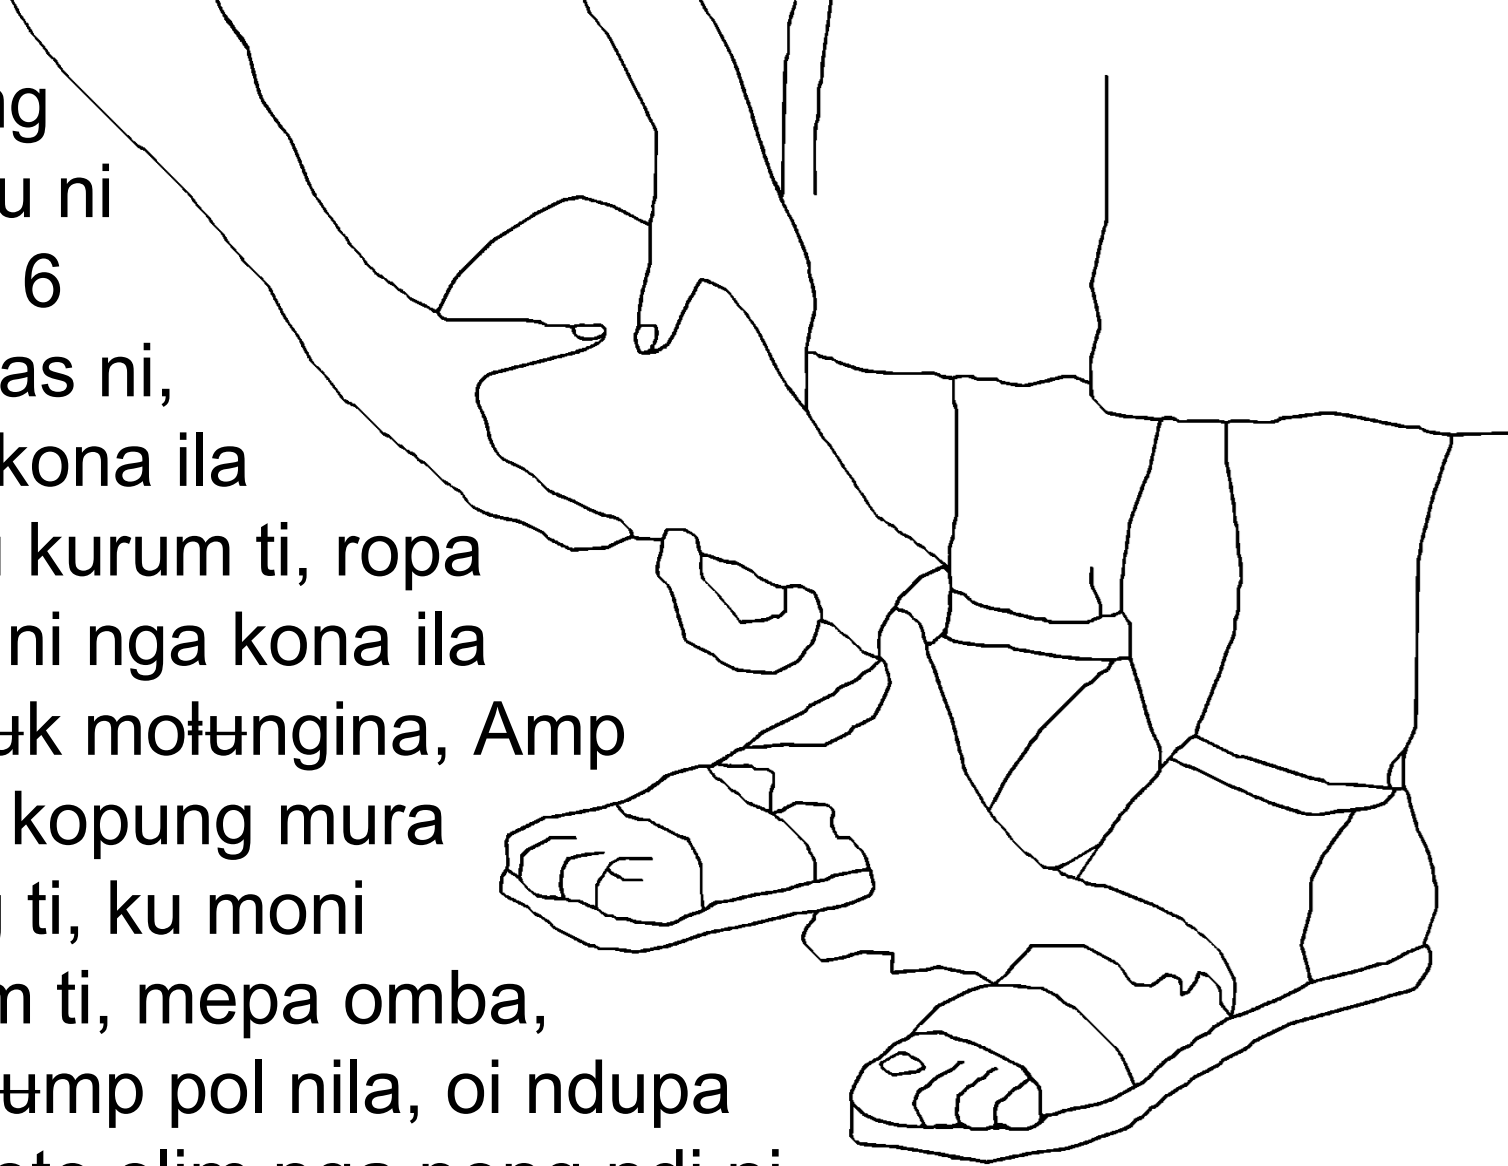 ng
u ni
6
as ni,
kona ila
kurum ti, ropa
ni nga kona ila
ʉk mołʉngina, Amp
kopung mura
ti, ku moni
m ti, mepa omba,
ʉmp pol nila, oi ndupa